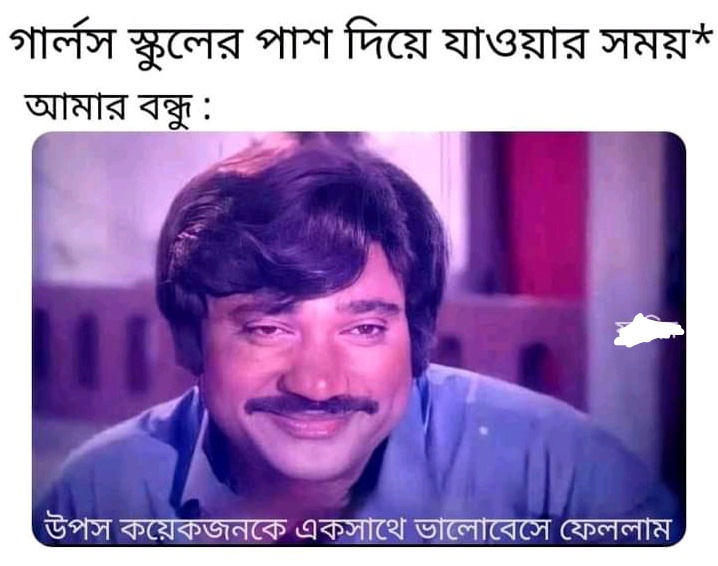 গার্লস স্কুলের পাশ দিয়ে যাওয়ার সময়*
আমার বন্ধু :
উপস কয়েকজনকে একসাথে ভালোবেসে ফেললাম